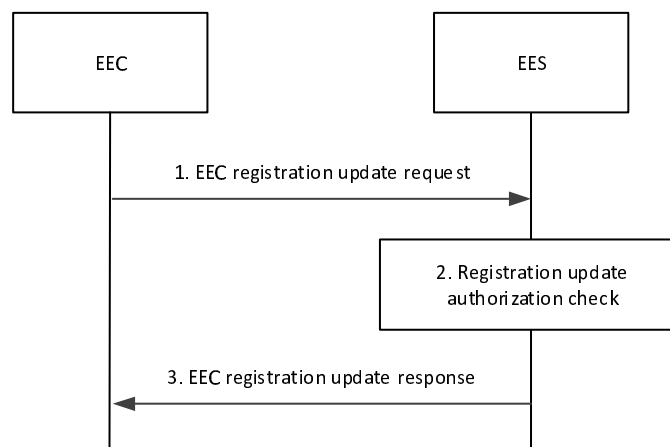 EEC
EES
1. EEC registration update request
2. Registration update
authorization check
3. EEC registration update response